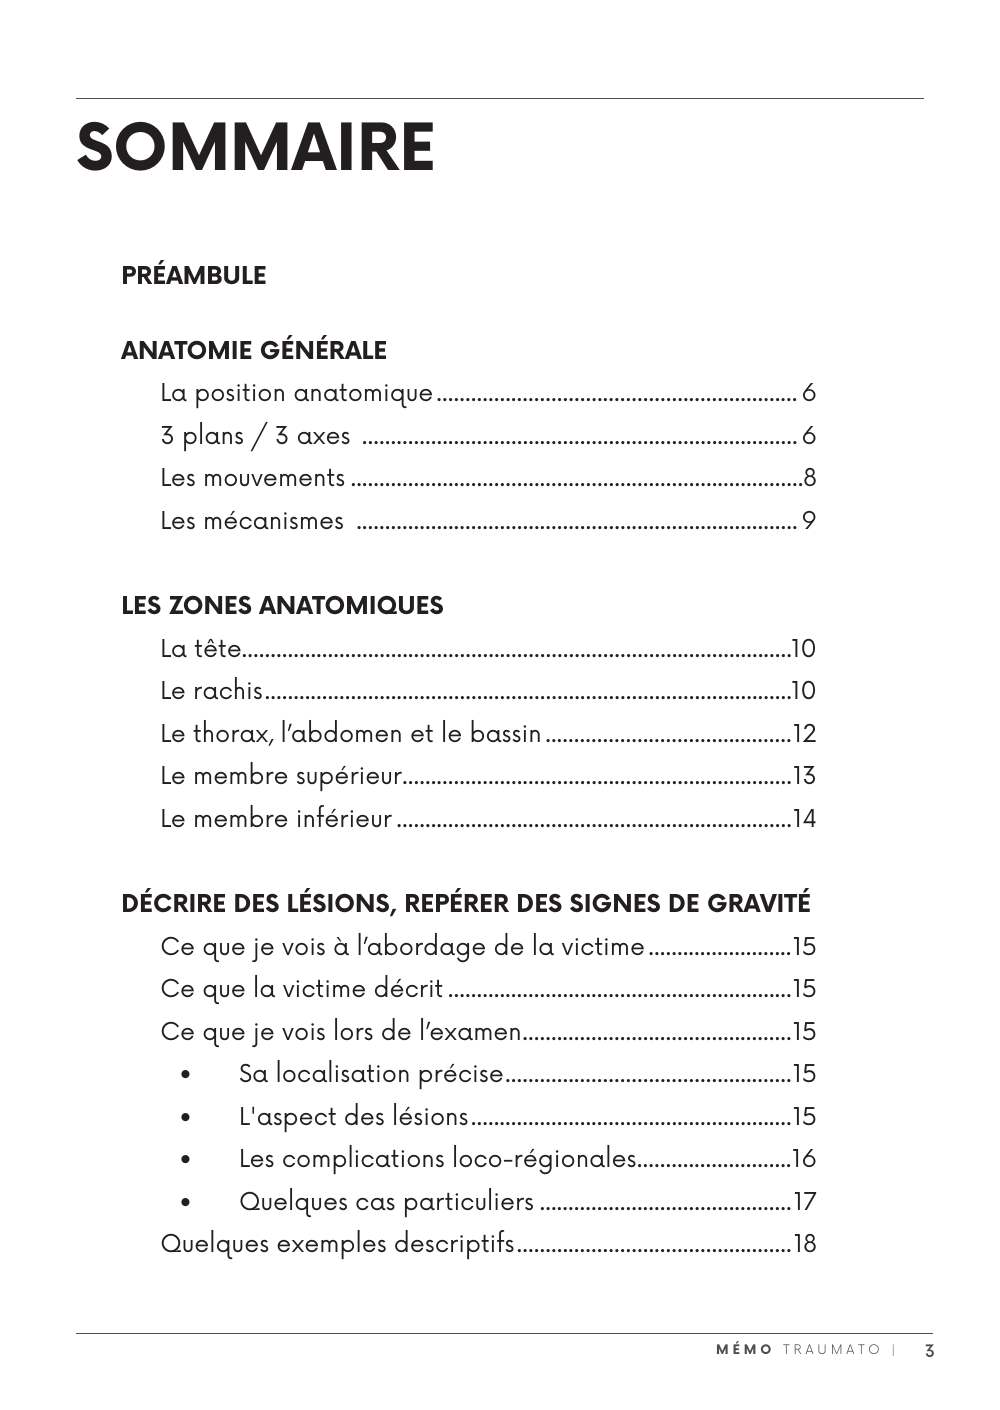 SOMMAIRE
PRÉAMBULE
ANATOMIE GÉNÉRALE
La position anatomique............................................................... 6
3 plans / 3 axes ............................................................................ 6
Les mouvements ...............................................................................8
Les mécanismes ............................................................................. 9
LES ZONES ANATOMIQUES
La tête................................................................................................10
Le rachis............................................................................................10
Le thorax, l’abdomen et le bassin...........................................12
Le membre supérieur....................................................................13
Le membre inférieur.....................................................................14
DÉCRIRE DES LÉSIONS, REPÉRER DES SIGNES DE GRAVITÉ
Ce que je vois à l’abordage de la victime.........................15
Ce que la victime décrit............................................................15
Ce que je vois lors de l’examen...............................................15
• Sa localisation précise..................................................15
• L'aspect des lésions........................................................15
• Les complications loco-régionales...........................16
• Quelques cas particuliers ............................................17
Quelques exemples descriptifs................................................18
MÉMO TRAUMATO | 3